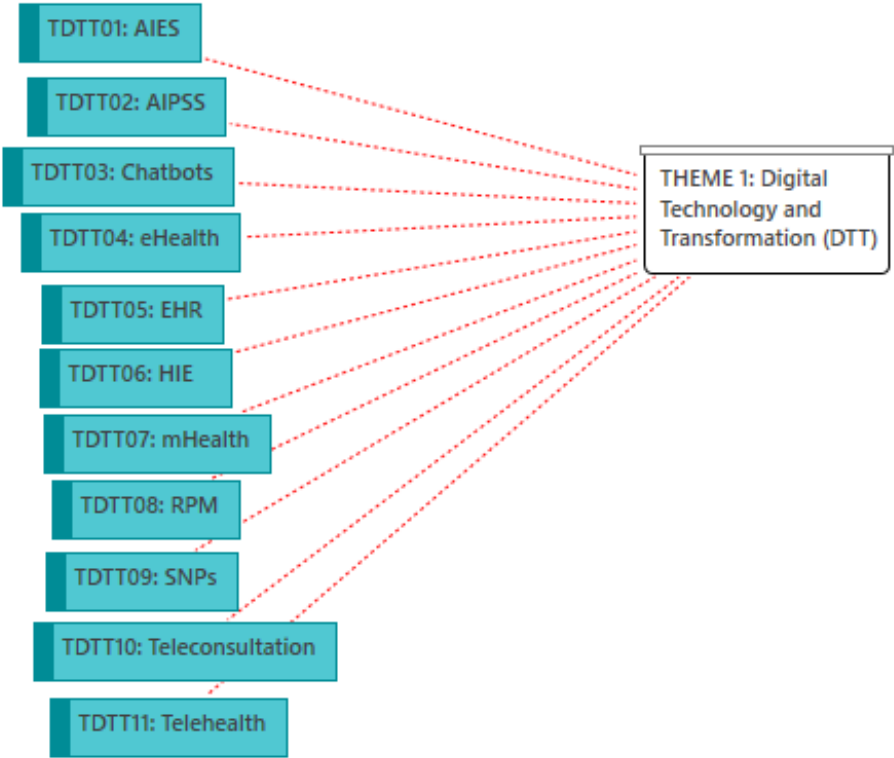 TDTT01: AIES
TDTT02: AIPSS
TDTT03: Chatbots
TDTT04: eHealth
TDTT05: EHR
TDTT06: HIE
TDTT07: mHealth
TDTT08: RPM
TDTT09: SNPs
TDTT10: Teleconsultation
TDTT11: Telehealth
THEME 1: Digital
Technology and
Transformation (DTT)